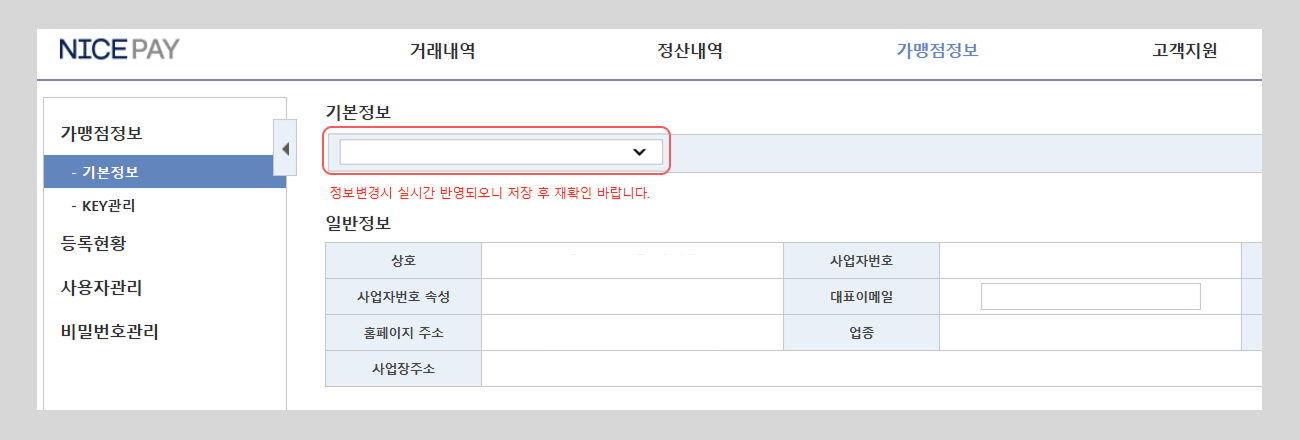 NICEPAY
거래내역 정산내역 가맹점정보 고객지원
가맹점정보
- 기본정보
- KEY관리
등록현황
사용자관리
비밀번호관리
기본정보
정보변경시 실시간 반영되오니 저장 후 재확인 바랍니다.
일반정보
상호 사업자번호
사업자번호 속성 대표이메일
홈페이지 주소 업종
사업장주소